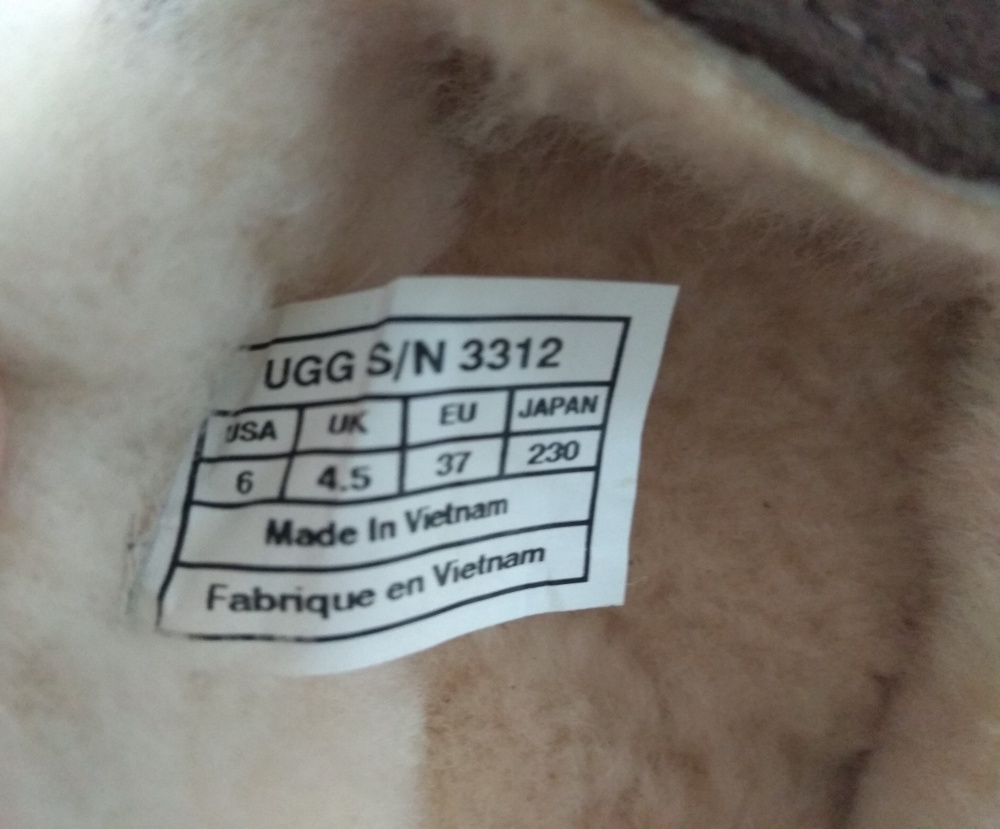 UGG S/N 3312
USA UK EU JAPAN
6 4.5 37 230
Made In Vietnam
Fabrique en Vietnam